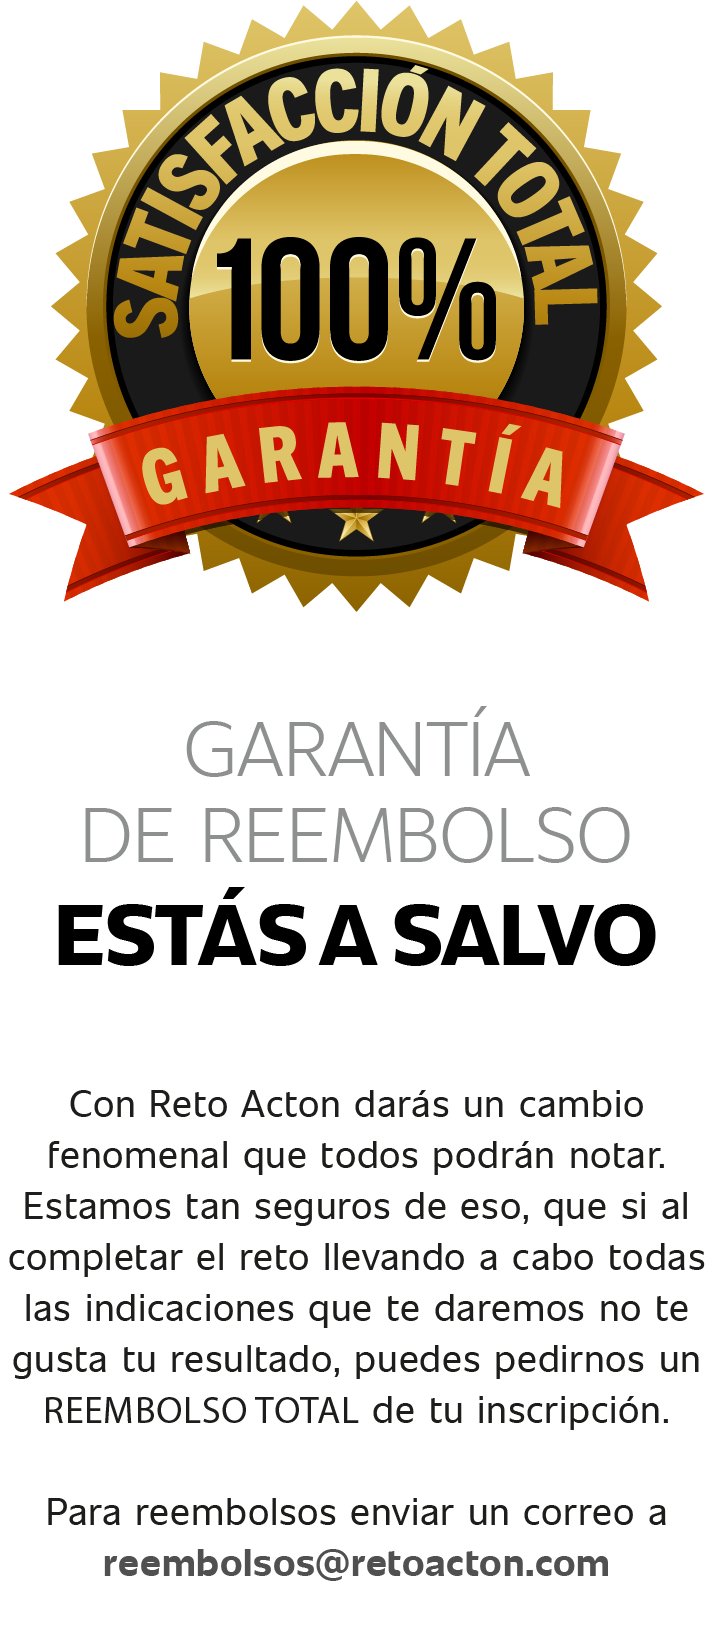 SATISFACCIÓN TOTAL
100%
GARANTÍA
GARANTÍA
DE REEMBOLSO
ESTÁS A SALVO
Con Reto Acton darás un cambio
fenomenal que todos podrán notar.
Estamos tan seguros de eso, que si al
completar el reto llevando a cabo todas
las indicaciones que te daremos no te
gusta tu resultado, puedes pedirnos un
REEMBOLSO TOTAL de tu inscripción.
Para reembolsos enviar un correo a
reembolsos@retoacton.com